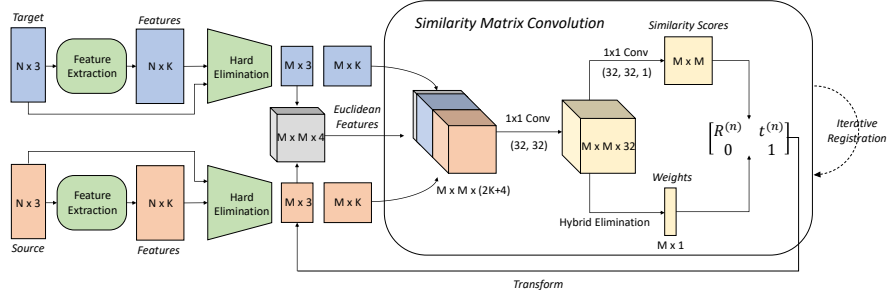 Similarity Matrix Convolution
Target
N x 3
Feature
Extraction
Features
N x K
Hard
Elimination
M x 3
M x K
Euclidean
Features
M x M x 4
M x M x (2K+4)
1x1 Conv
(32, 32)
M x M x 32
1x1 Conv
(32, 32, 1)
Similarity Scores
M x M
Hybrid Elimination
Weights
M x 1
R^(n) t^(n)
0 1
Iterative
Registration
N x 3
Source
Feature
Extraction
N x K
Features
Hard
Elimination
M x 3
M x K
Transform